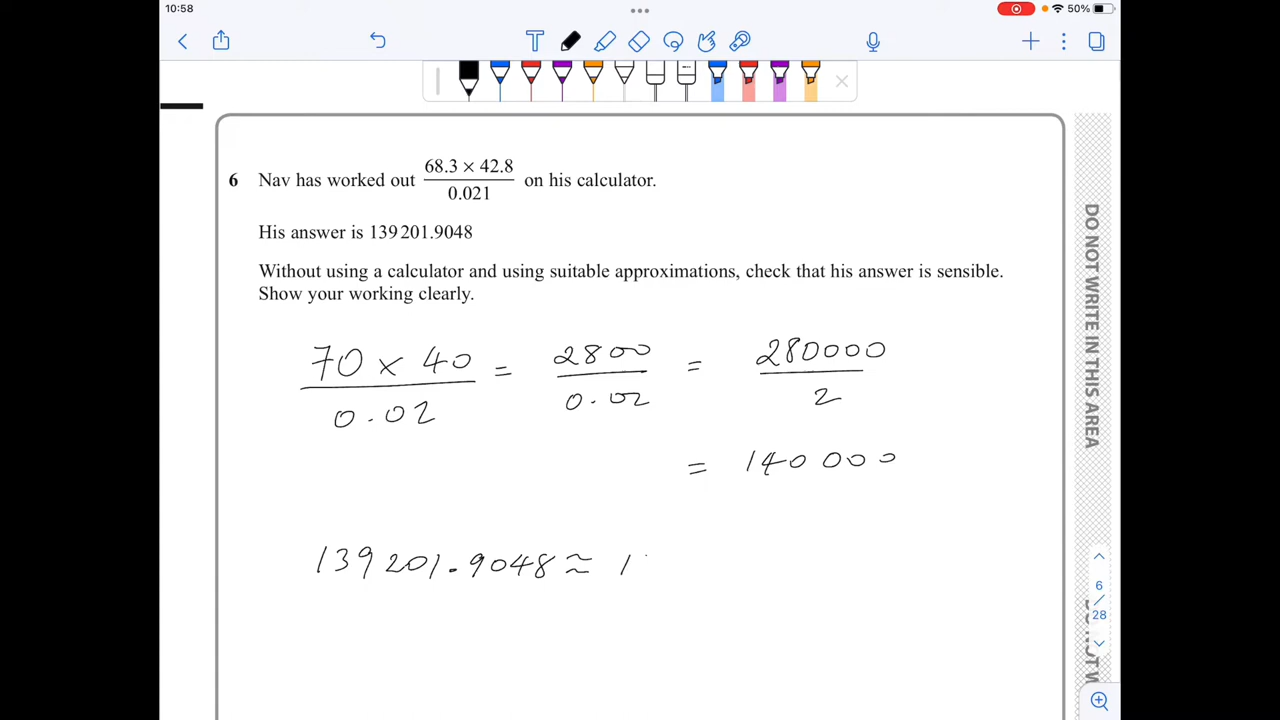 10:58
50%
6 Nav has worked out 68.3 × 42.8 / 0.021 on his calculator.
His answer is 139 201.9048
Without using a calculator and using suitable approximations, check that his answer is sensible.
Show your working clearly.
70 × 40 / 0.02 = 2800 / 0.02 = 280000 / 2
= 140 000
139201.9048 ≈ 1
DO NOT WRITE IN THIS AREA
6 / 28